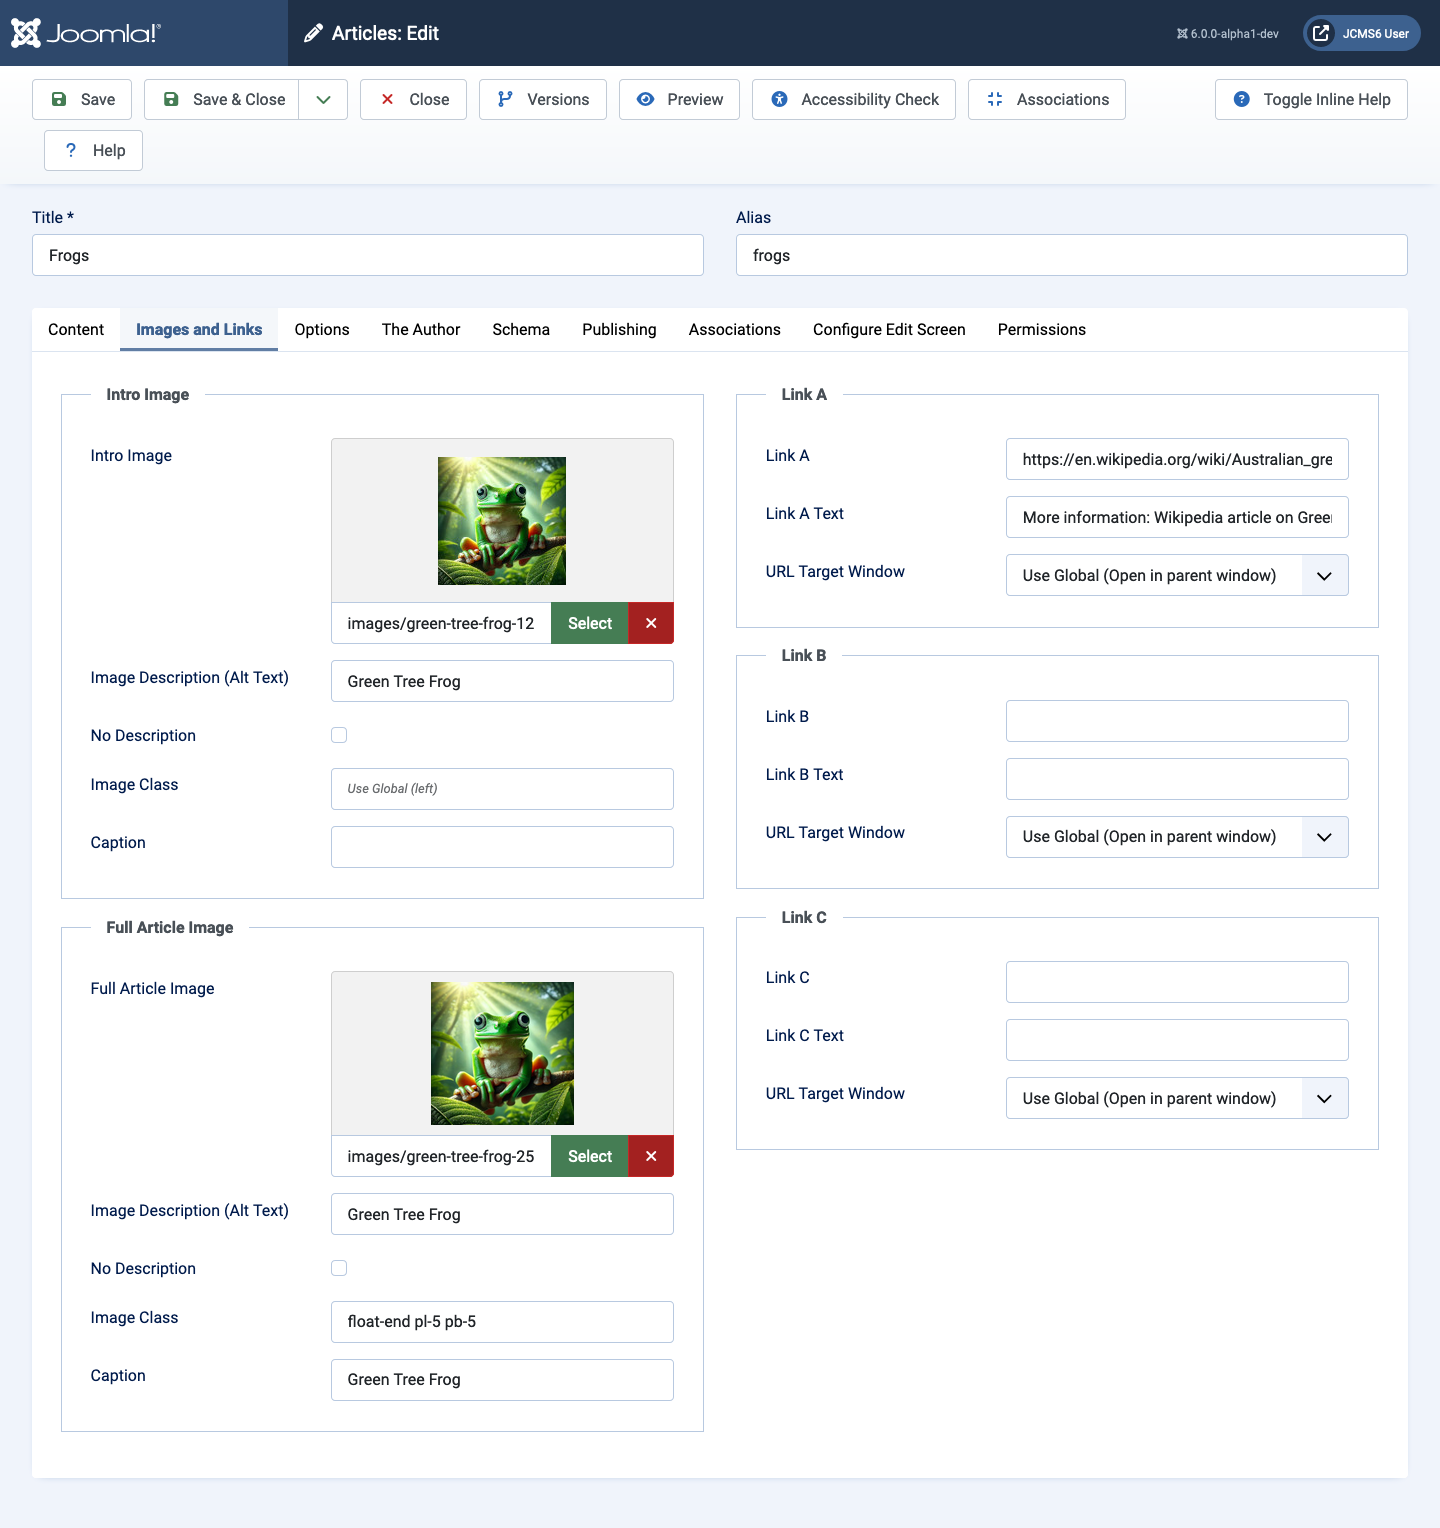 Joomla!®
Articles: Edit
6.0.0-alpha1-dev
JCMS6 User
Save
Save & Close
Close
Versions
Preview
Accessibility Check
Associations
Toggle Inline Help
? Help
Title *
Alias
Frogs
frogs
Content
Images and Links
Options
The Author
Schema
Publishing
Associations
Configure Edit Screen
Permissions
Intro Image
Intro Image
images/green-tree-frog-12
Select
Image Description (Alt Text)
Green Tree Frog
No Description
Image Class
Use Global (left)
Caption
Full Article Image
Full Article Image
images/green-tree-frog-25
Select
Image Description (Alt Text)
Green Tree Frog
No Description
Image Class
float-end pl-5 pb-5
Caption
Green Tree Frog
Link A
Link A
https://en.wikipedia.org/wiki/Australian_gre
Link A Text
More information: Wikipedia article on Green
URL Target Window
Use Global (Open in parent window)
Link B
Link B
Link B Text
URL Target Window
Use Global (Open in parent window)
Link C
Link C
Link C Text
URL Target Window
Use Global (Open in parent window)